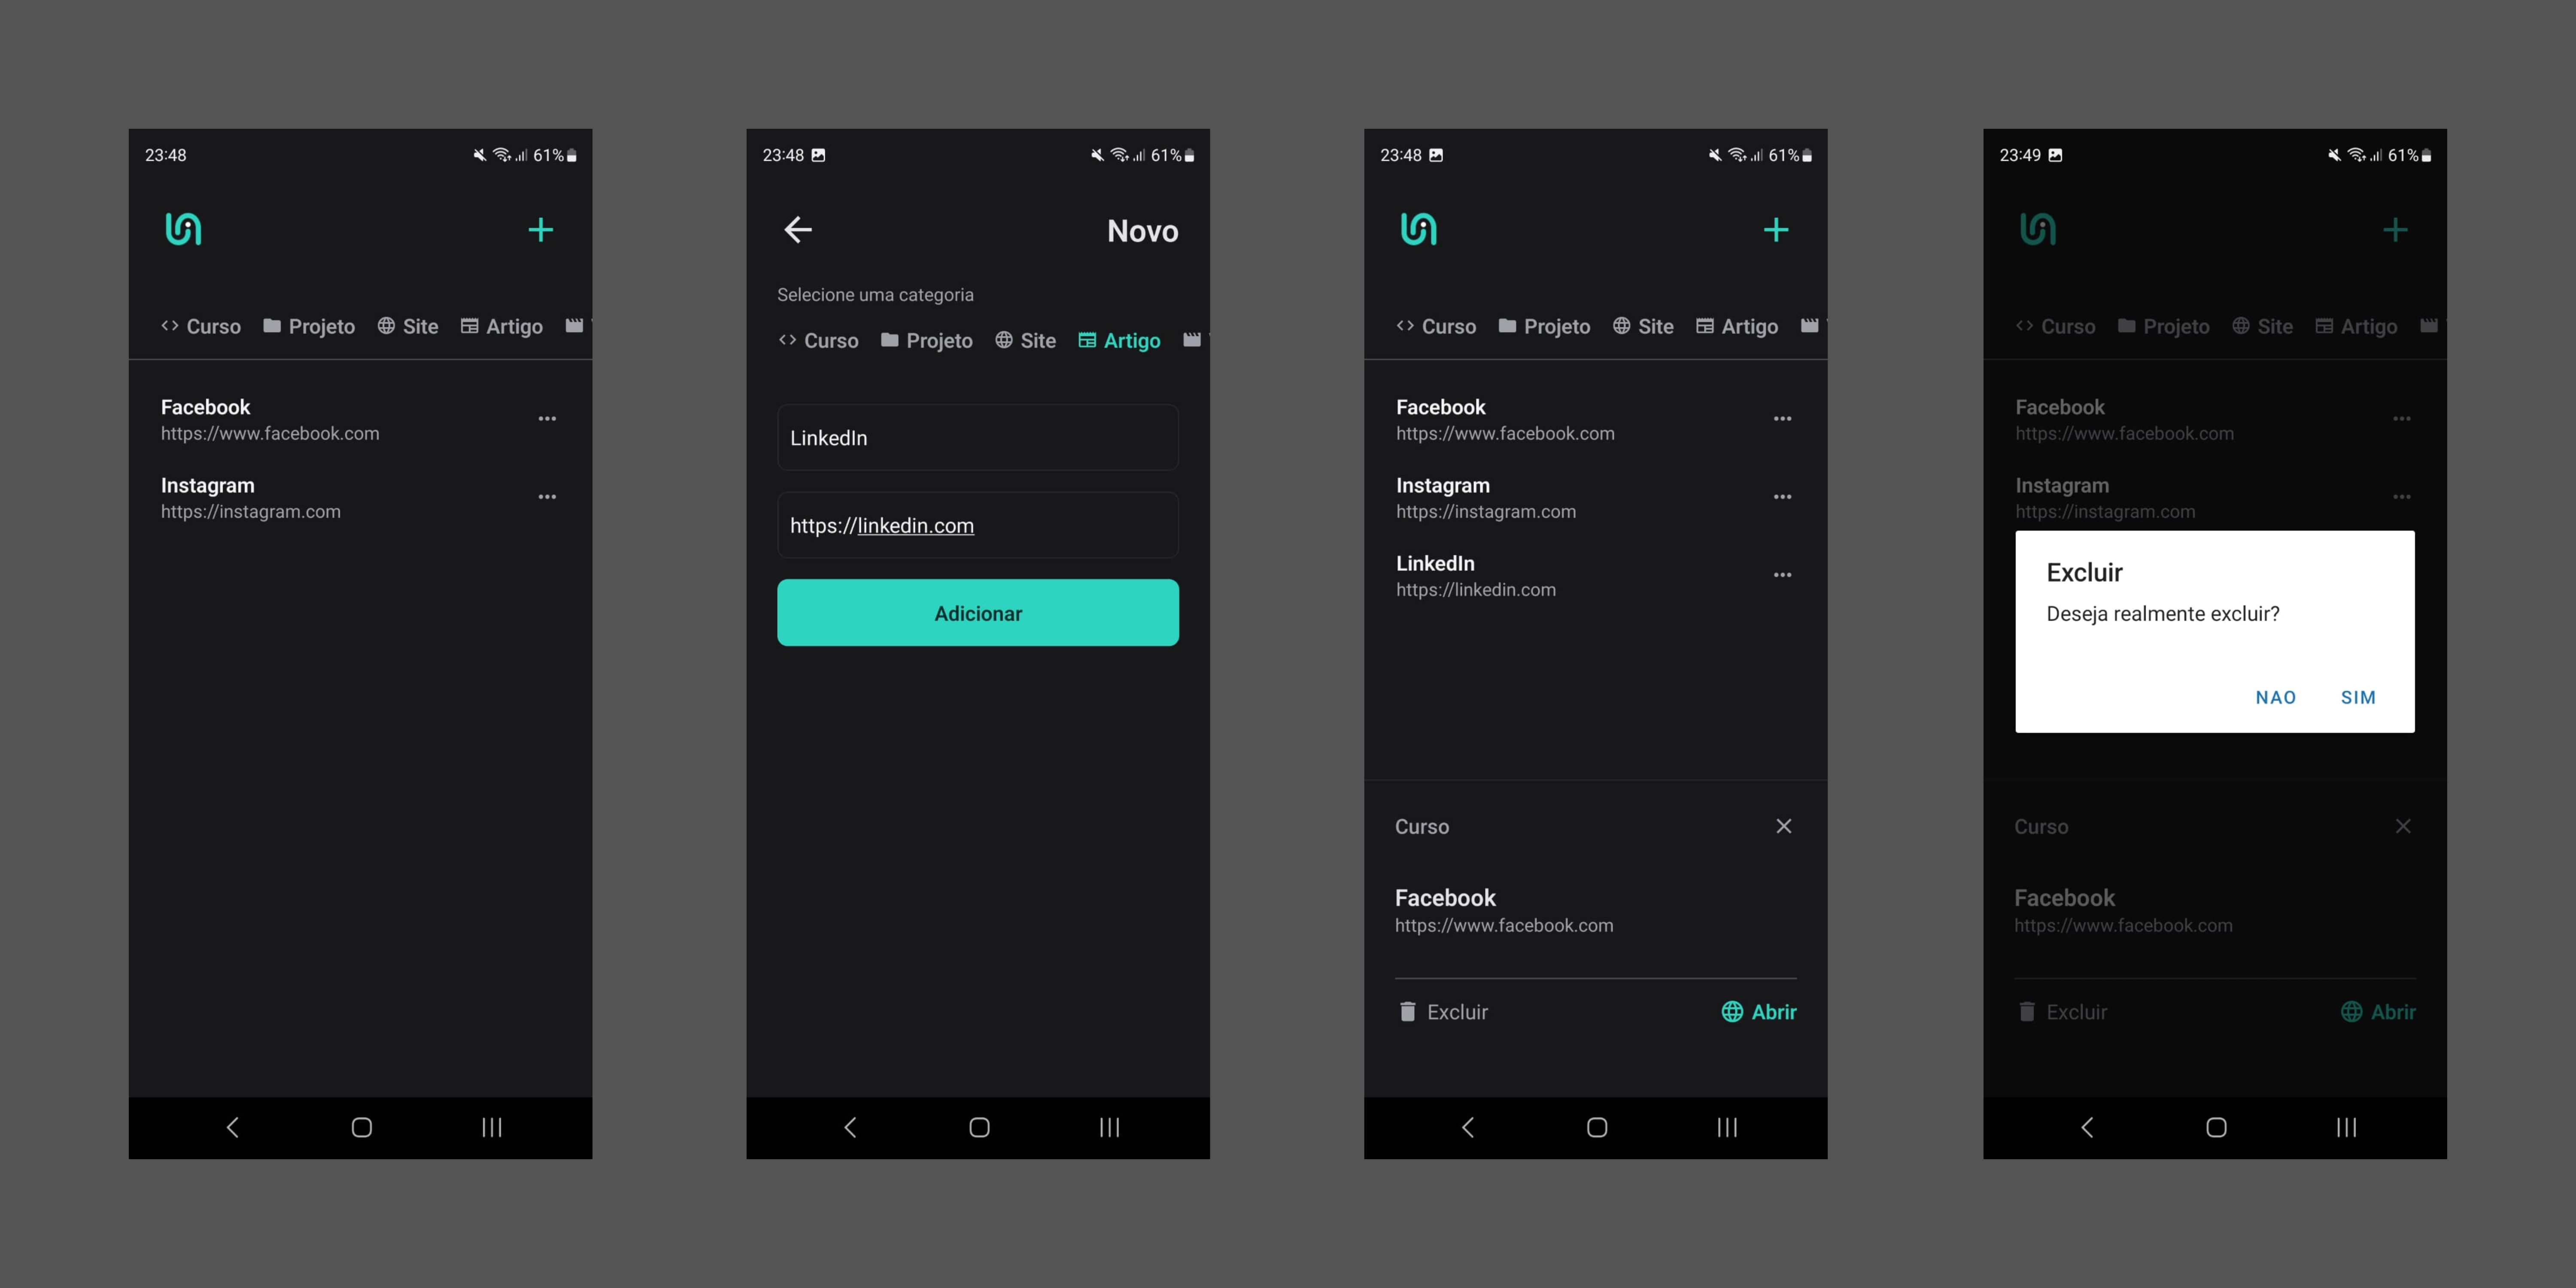 23:48 61%
Curso Projeto Site Artigo
Facebook
https://www.facebook.com
Instagram
https://instagram.com
23:48 61%
Novo
Selecione uma categoria
Curso Projeto Site Artigo
LinkedIn
https://linkedin.com
Adicionar
23:48 61%
Curso Projeto Site Artigo
Facebook
https://www.facebook.com
Instagram
https://instagram.com
LinkedIn
https://linkedin.com
Curso
Facebook
https://www.facebook.com
Excluir Abrir
23:49 61%
Curso Projeto Site Artigo
Facebook
https://www.facebook.com
Instagram
https://instagram.com
Excluir
Deseja realmente excluir?
NAO SIM
Curso
Facebook
https://www.facebook.com
Excluir Abrir